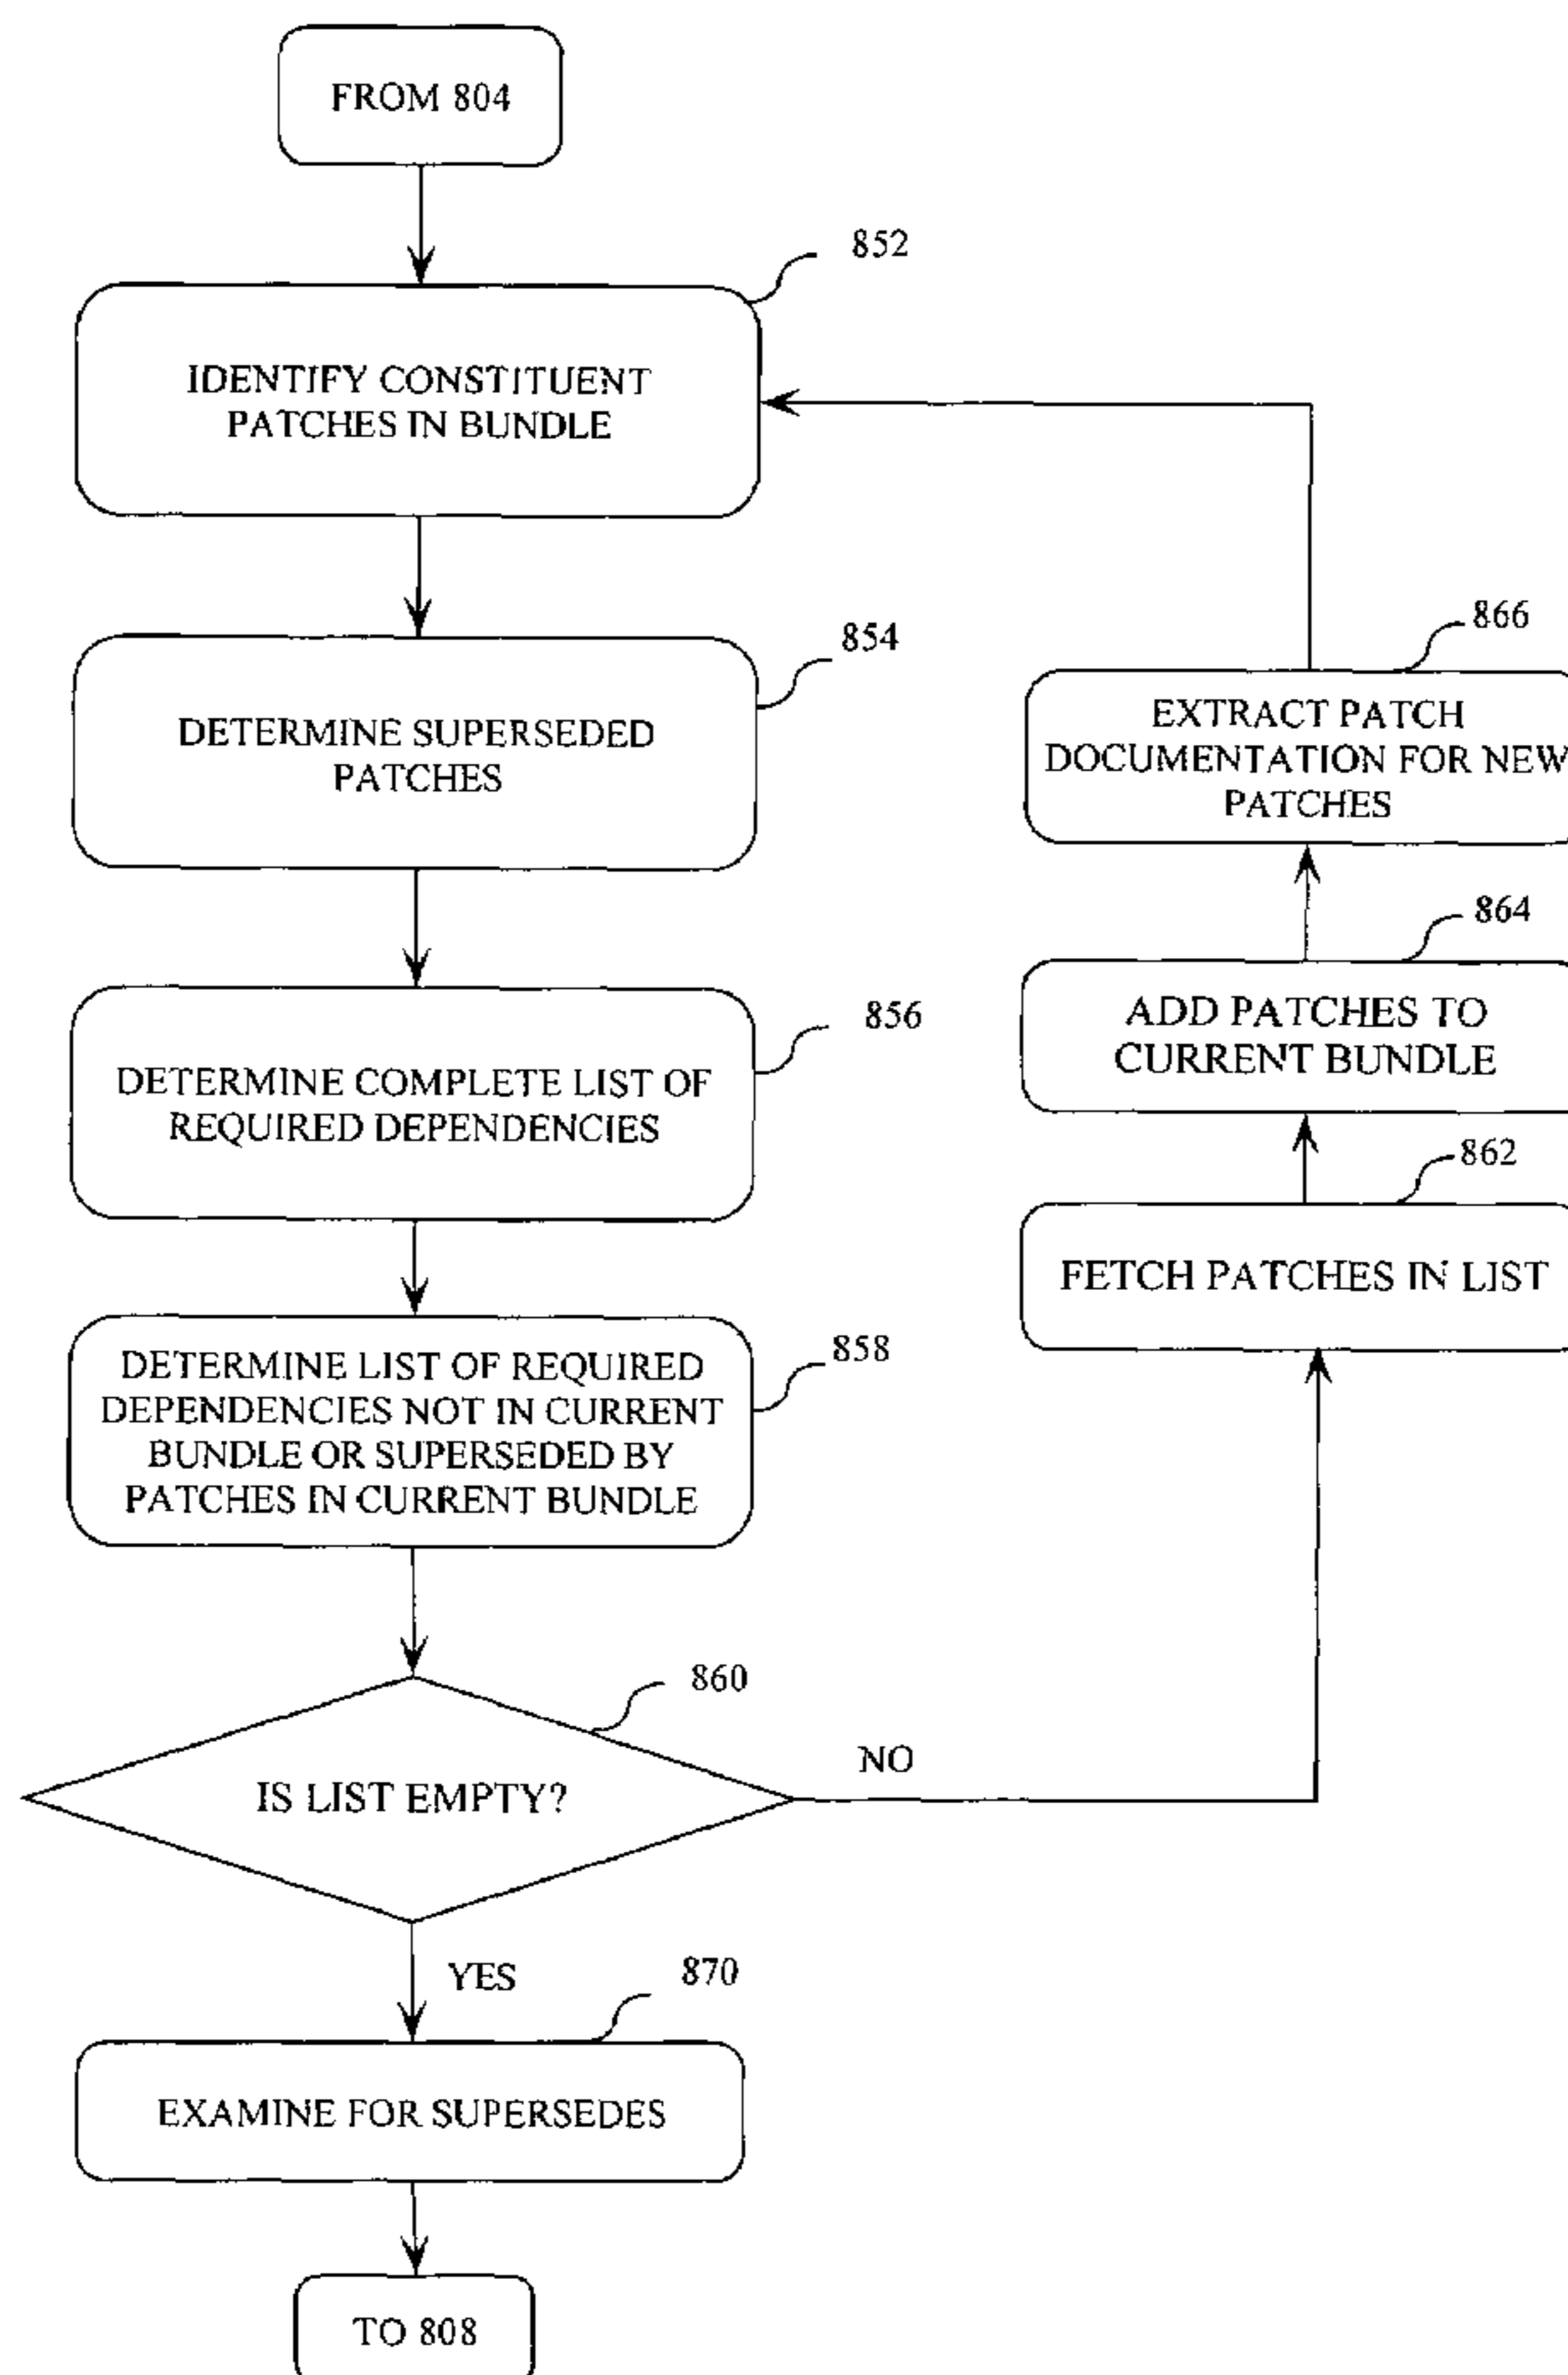 FROM 804
852
IDENTIFY CONSTITUENT
PATCHES IN BUNDLE
854
DETERMINE SUPERSEDED
PATCHES
856
DETERMINE COMPLETE LIST OF
REQUIRED DEPENDENCIES
858
DETERMINE LIST OF REQUIRED
DEPENDENCIES NOT IN CURRENT
BUNDLE OR SUPERSEDED BY
PATCHES IN CURRENT BUNDLE
860
IS LIST EMPTY?
NO
862
FETCH PATCHES IN LIST
864
ADD PATCHES TO
CURRENT BUNDLE
866
EXTRACT PATCH
DOCUMENTATION FOR NEW
PATCHES
YES
870
EXAMINE FOR SUPERSEDES
TO 808